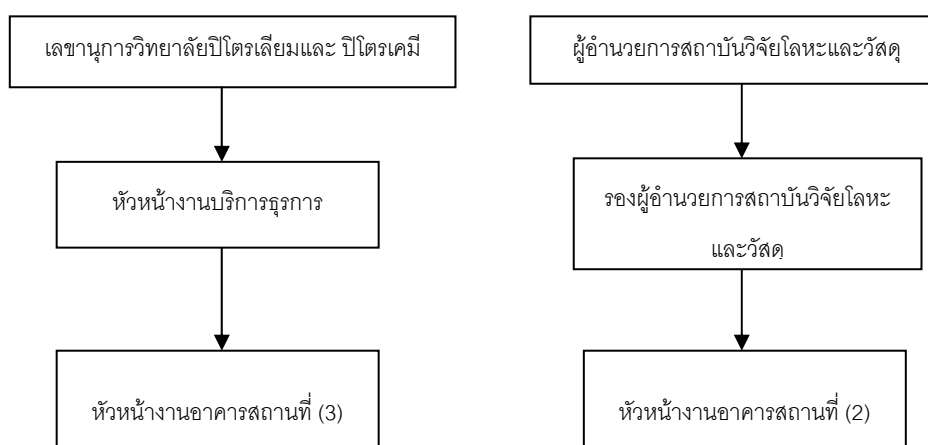 เลขานุการวิทยาลัยปิโตรเลียมและ ปิโตรเคมี
ผู้อำนวยการสถาบันวิจัยโลหะและวัสดุ
หัวหน้างานบริการธุรการ
รองผู้อำนวยการสถาบันวิจัยโลหะ
และวัสดุ
หัวหน้างานอาคารสถานที่ (3)
หัวหน้างานอาคารสถานที่ (2)